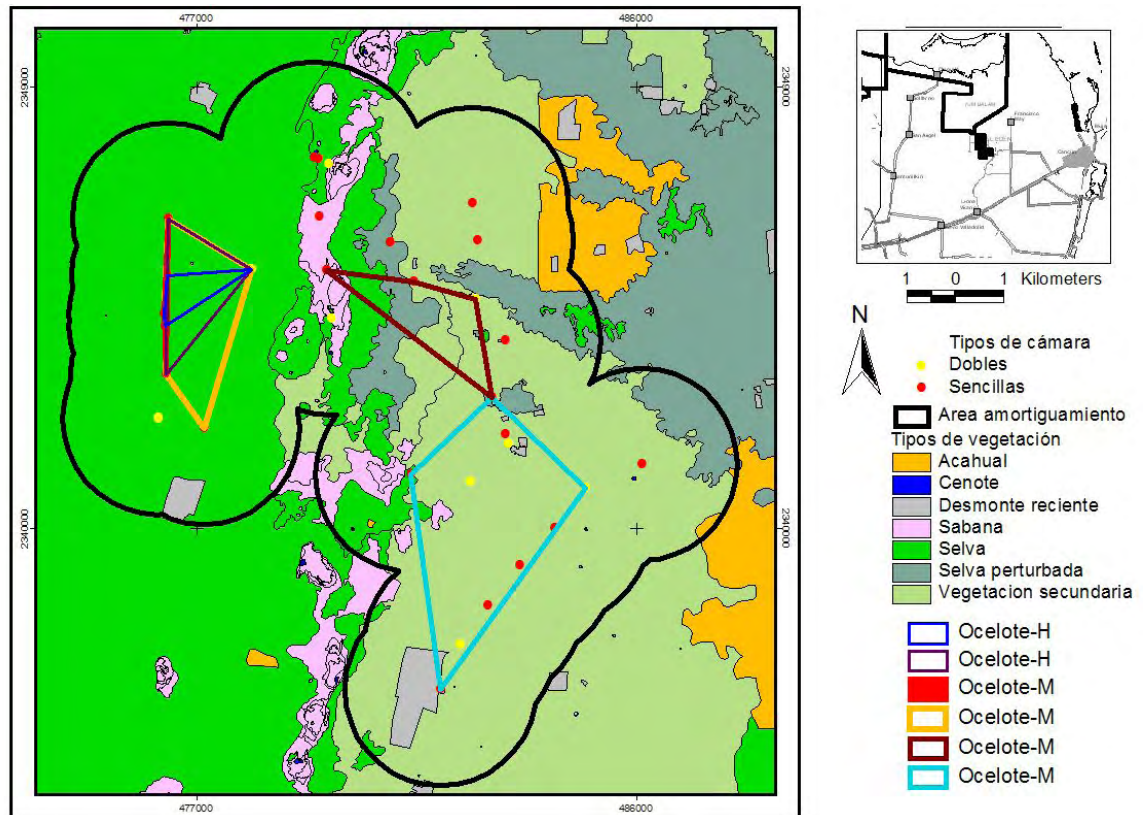 477000
486000
2349000
2349000
2340000
2340000
477000
486000
1 0 1 Kilometers
N
Tipos de cámara
Dobles
Sencillas
Area amortiguamiento
Tipos de vegetación
Acahual
Cenote
Desmonte reciente
Sabana
Selva
Selva perturbada
Vegetacion secundaria
Ocelote-H
Ocelote-H
Ocelote-M
Ocelote-M
Ocelote-M
Ocelote-M